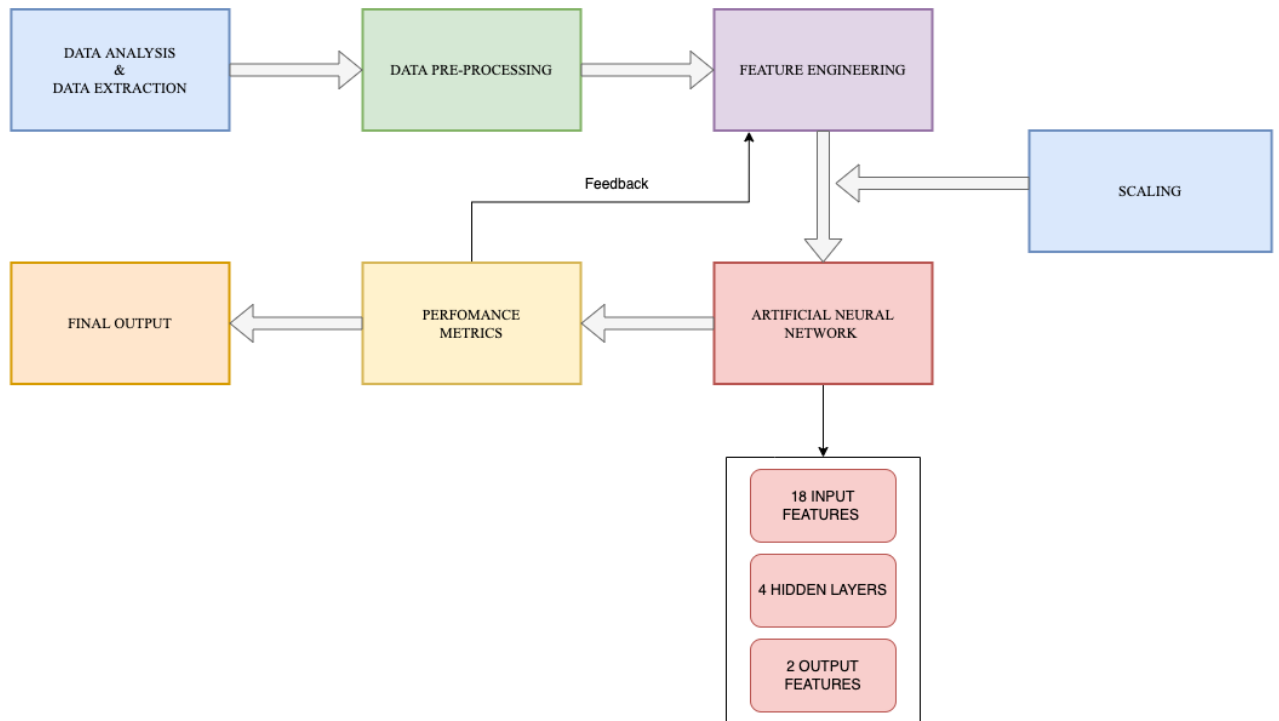 DATA ANALYSIS
&
DATA EXTRACTION
DATA PRE-PROCESSING
FEATURE ENGINEERING
SCALING
Feedback
FINAL OUTPUT
PERFOMANCE
METRICS
ARTIFICIAL NEURAL
NETWORK
18 INPUT
FEATURES
4 HIDDEN LAYERS
2 OUTPUT
FEATURES